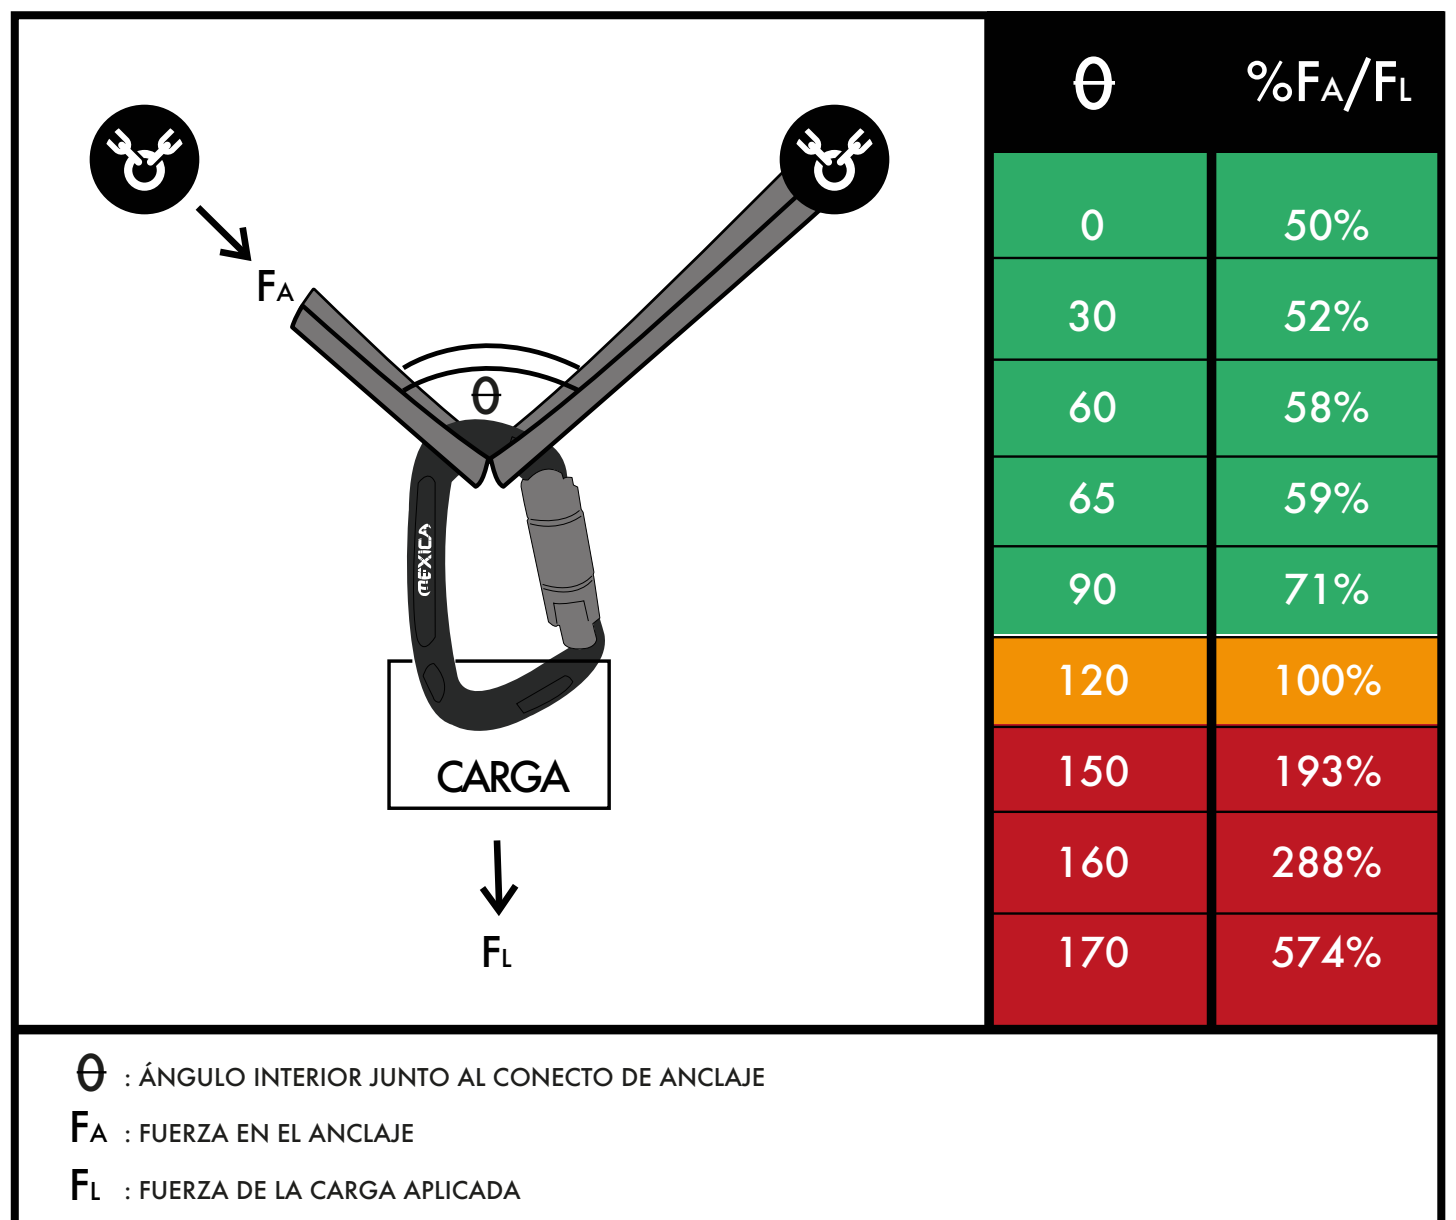 θ %FA/FL
FA
θ
MEXICA
CARGA
FL
0 50%
30 52%
60 58%
65 59%
90 71%
120 100%
150 193%
160 288%
170 574%
θ : ÁNGULO INTERIOR JUNTO AL CONECTO DE ANCLAJE
FA : FUERZA EN EL ANCLAJE
FL : FUERZA DE LA CARGA APLICADA